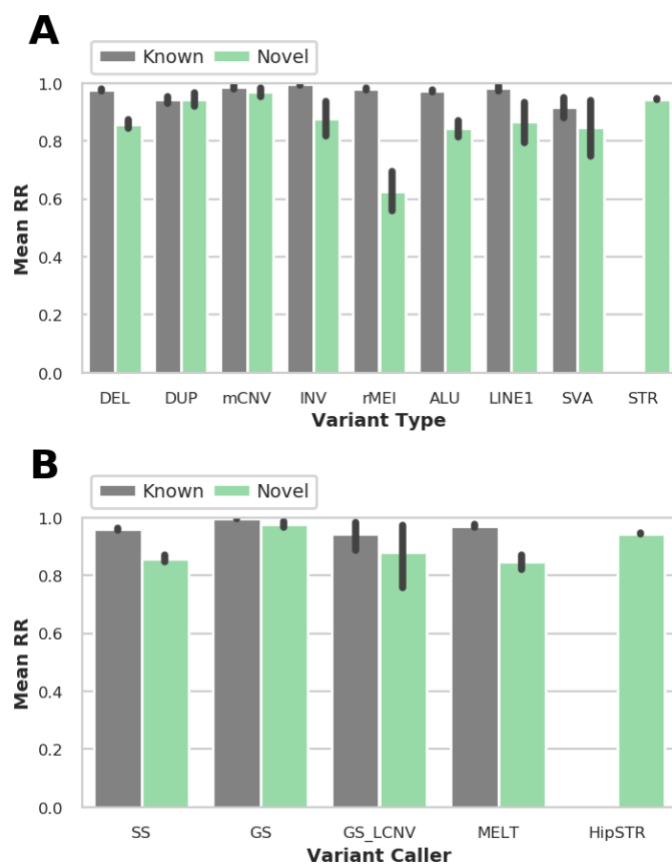 A
Known Novel
1.0
0.8
0.6
0.4
0.2
0.0
Mean RR
DEL DUP mCNV INV rMEI ALU LINE1 SVA STR
Variant Type
B
Known Novel
1.0
0.8
0.6
0.4
0.2
0.0
Mean RR
SS GS GS_LCNV MELT HipSTR
Variant Caller